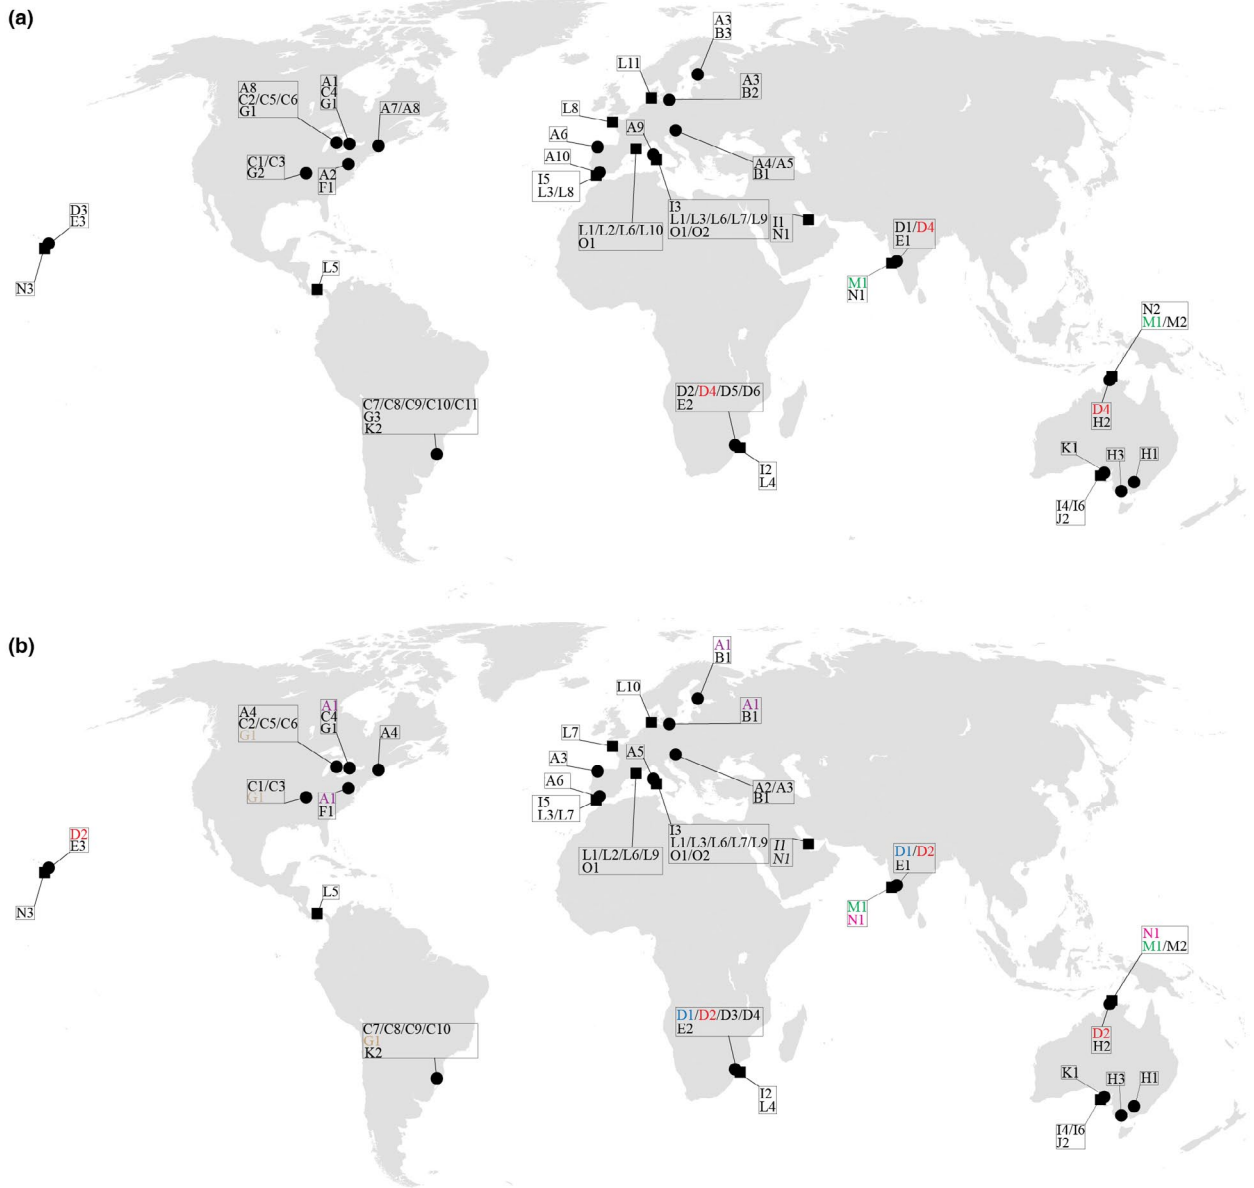 (a)
A3
B3
L11
A3
B2
A8
C2/C5/C6
G1
A1
C4
G1
A7/A8
L8
A6
A9
A10
A4/A5
B1
C1/C3
G2
A2
F1
I5
L3/L8
D3
E3
L1/L2/L6/L10
O1
I3
L1/L3/L6/L7/L9
O1/O2
I1
N1
D1/D4
E1
N3
L5
M1
N1
N2
M1/M2
D2/D4/D5/D6
E2
C7/C8/C9/C10/C11
G3
K2
D4
H2
K1
H3
H1
I2
L4
I4/I6
J2
(b)
A1
B1
L10
A1
B1
A4
C2/C5/C6
G1
A1
C4
G1
A4
L7
A3
A5
A6
A2/A3
B1
C1/C3
G1
A1
F1
I5
L3/L7
D2
E3
L1/L2/L6/L9
O1
I3
L1/L3/L6/L7/L9
O1/O2
I1
N1
D1/D2
E1
N3
L5
M1
N1
N1
M1/M2
D1/D2/D3/D4
E2
C7/C8/C9/C10
G1
K2
D2
H2
K1
H3
H1
I2
L4
I4/I6
J2